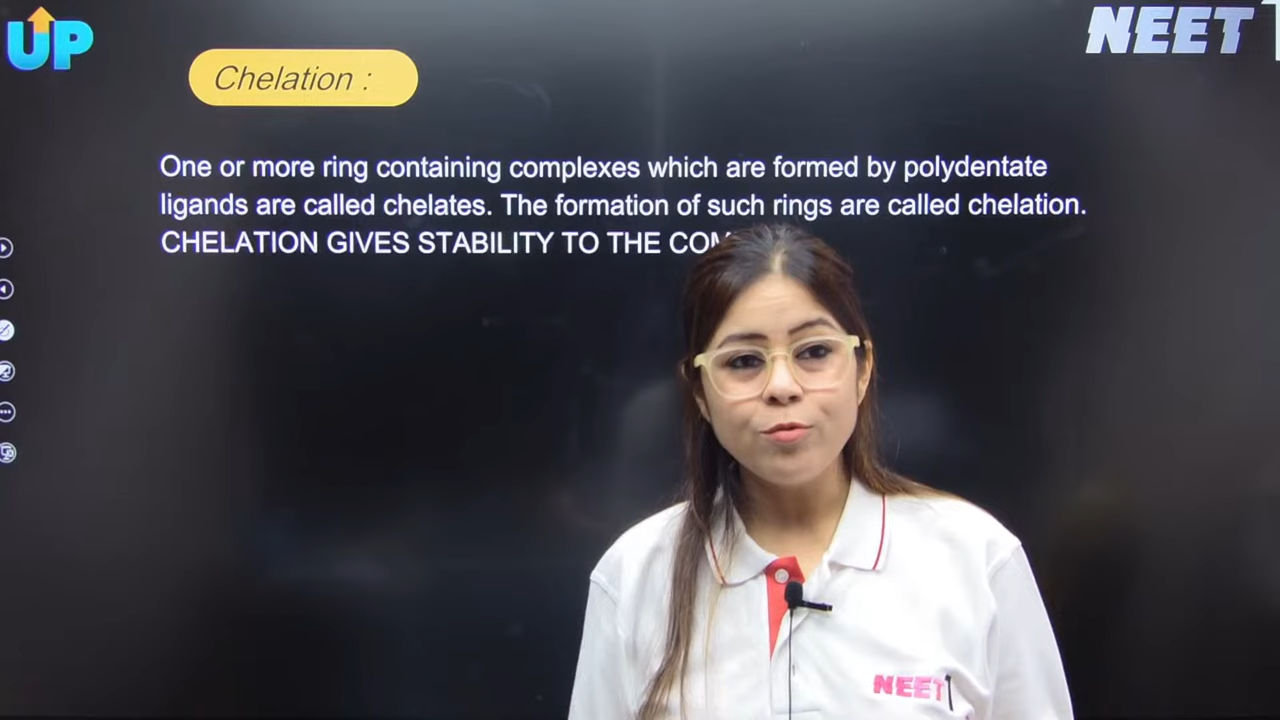 UP
NEET
Chelation :
One or more ring containing complexes which are formed by polydentate
ligands are called chelates. The formation of such rings are called chelation.
CHELATION GIVES STABILITY TO THE
NEET